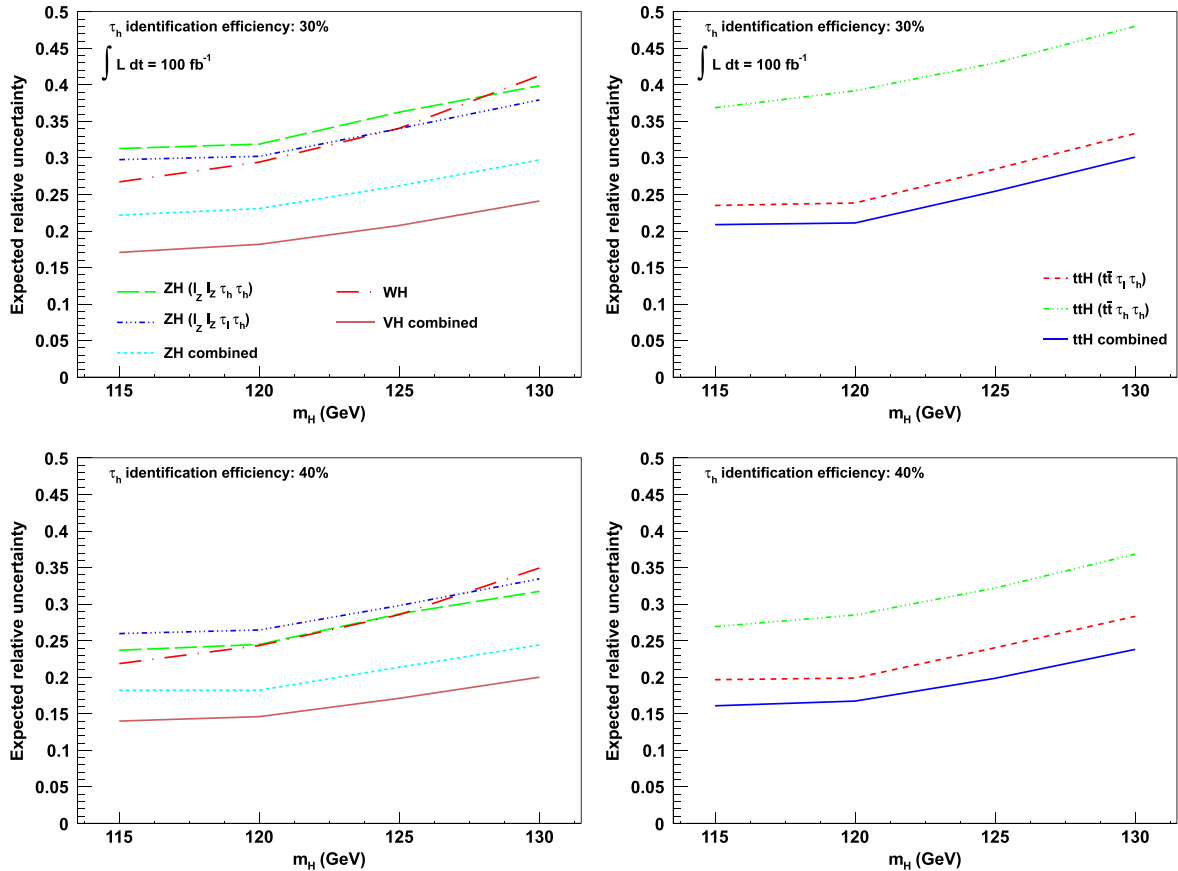 τh identification efficiency: 30%
∫ L dt = 100 fb-1
Expected relative uncertainty
0.5
0.45
0.4
0.35
0.3
0.25
0.2
0.15
0.1
0.05
0
ZH (lZ lZ τh τh)
ZH (lZ lZ τl τh)
ZH combined
WH
VH combined
115 120 125 130
mH (GeV)
τh identification efficiency: 30%
∫ L dt = 100 fb-1
Expected relative uncertainty
0.5
0.45
0.4
0.35
0.3
0.25
0.2
0.15
0.1
0.05
0
ttH (tt̄ τl τh)
ttH (tt̄ τh τh)
ttH combined
115 120 125 130
mH (GeV)
τh identification efficiency: 40%
Expected relative uncertainty
0.5
0.45
0.4
0.35
0.3
0.25
0.2
0.15
0.1
0.05
0
115 120 125 130
mH (GeV)
τh identification efficiency: 40%
Expected relative uncertainty
0.5
0.45
0.4
0.35
0.3
0.25
0.2
0.15
0.1
0.05
0
115 120 125 130
mH (GeV)